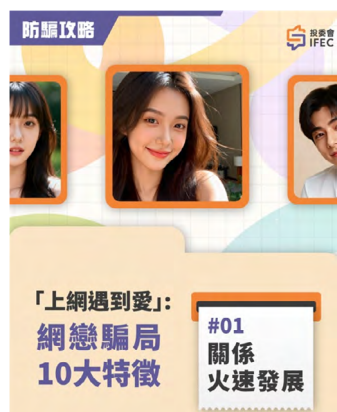 防騙攻略
投委會
IFEC
「上網遇到愛」:
網戀騙局
10大特徵
#01
關係
火速發展